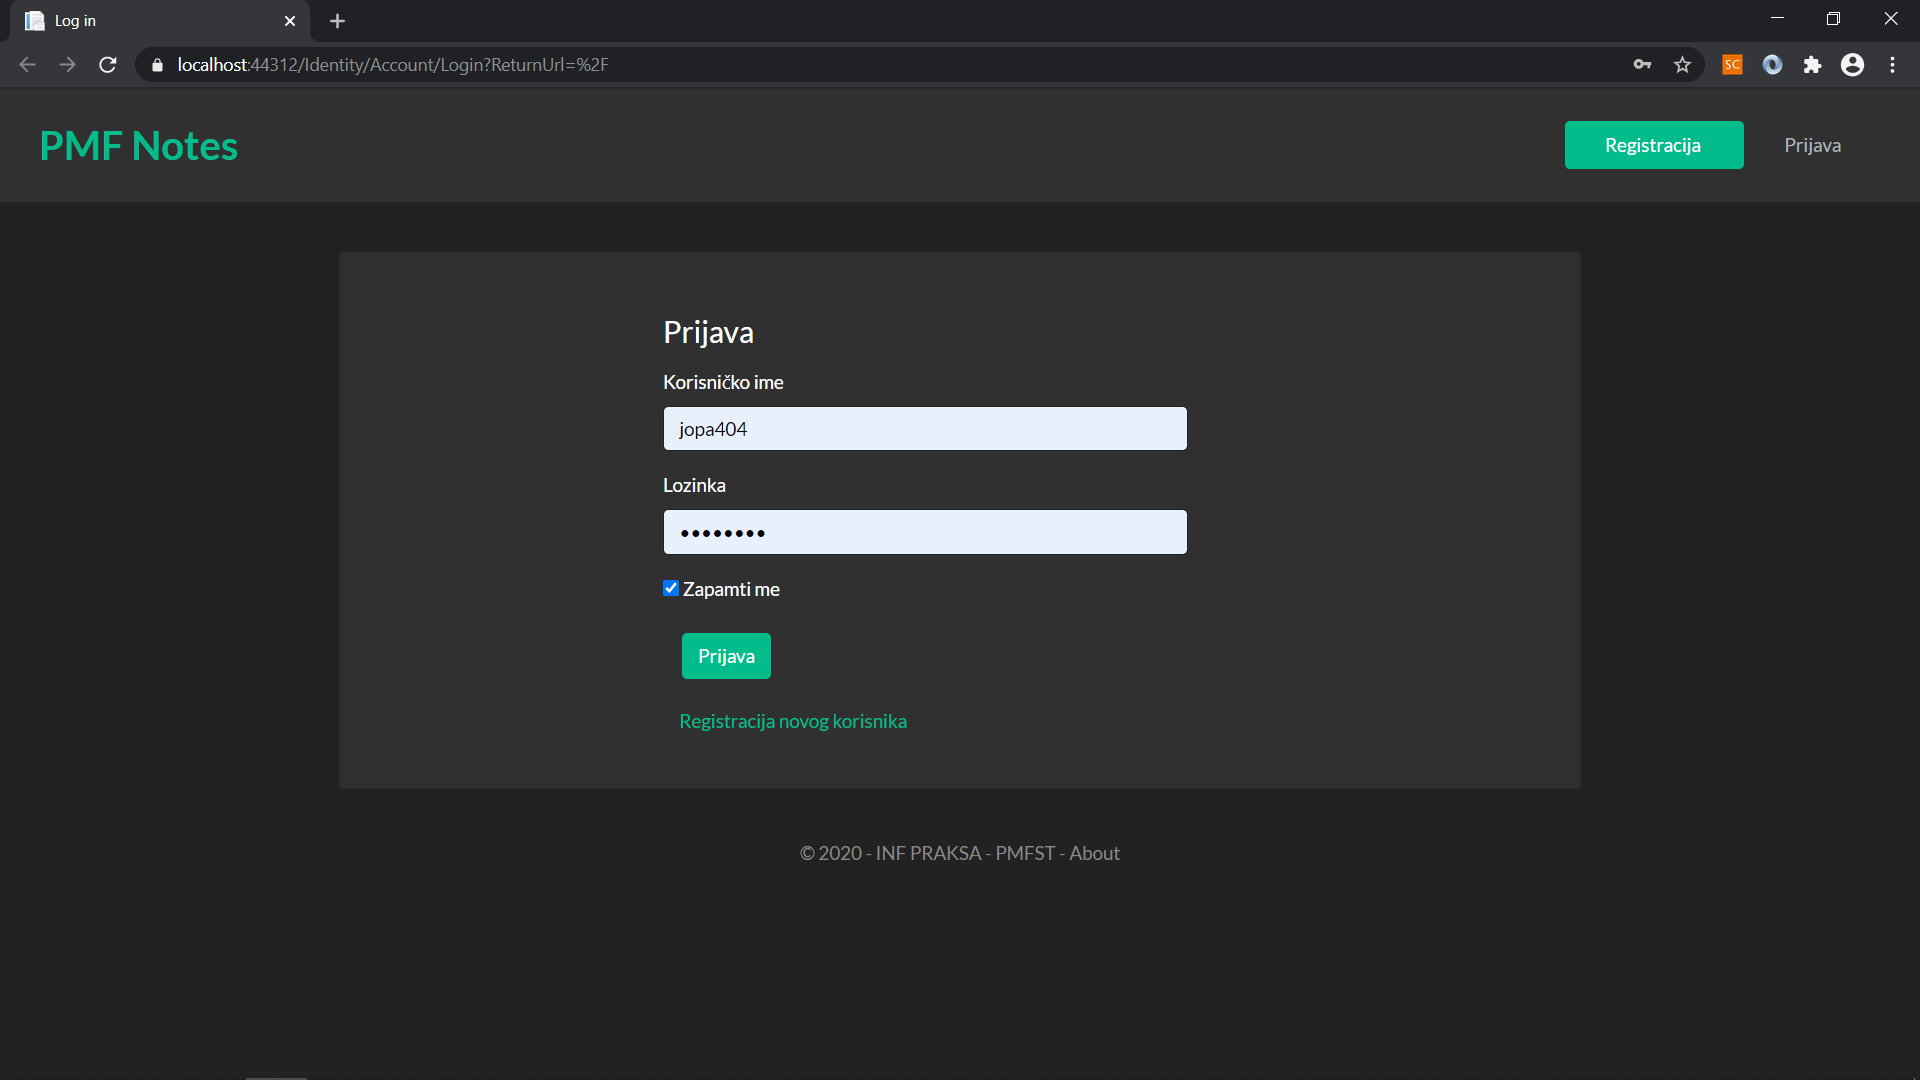 Log in
localhost:44312/Identity/Account/Login?ReturnUrl=%2F
SC
PMF Notes
Registracija
Prijava
Prijava
Korisničko ime
jopa404
Lozinka
••••••••
Zapamti me
Prijava
Registracija novog korisnika
© 2020 - INF PRAKSA - PMFST - About